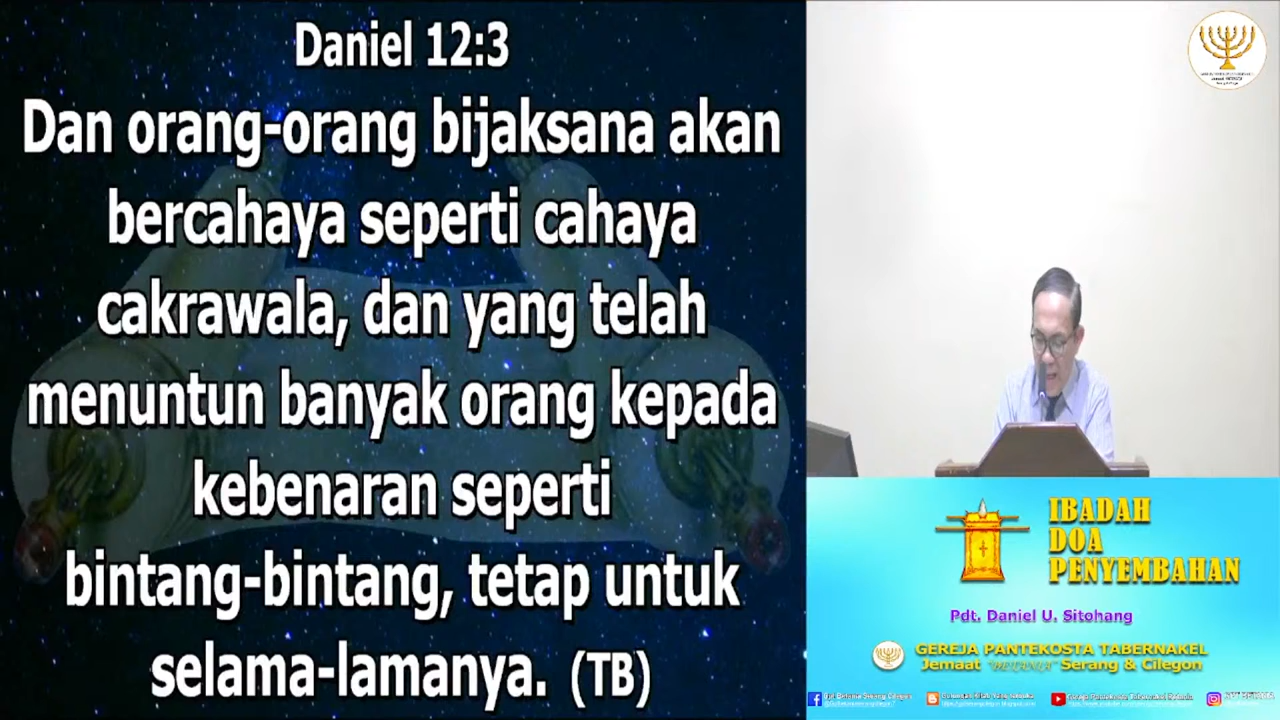 Daniel 12:3
Dan orang-orang bijaksana akan
bercahaya seperti cahaya
cakrawala, dan yang telah
menuntun banyak orang kepada
kebenaran seperti
bintang-bintang, tetap untuk
selama-lamanya. (TB)
IBADAH
DOA
PENYEMBAHAN
Pdt. Daniel U. Sitohang
GEREJA PANTEKOSTA TABERNAKEL
Jemaat "BETANIA" Serang & Cilegon